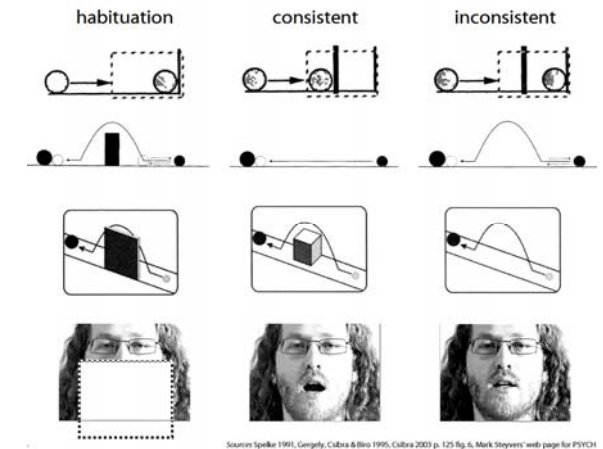 habituation consistent inconsistent
Sources Spelke 1991, Gergely, Csibra & Biro 1995, Csibra 2003 p. 125 fig. 6, Mark Steyvers' web page for PSYCH